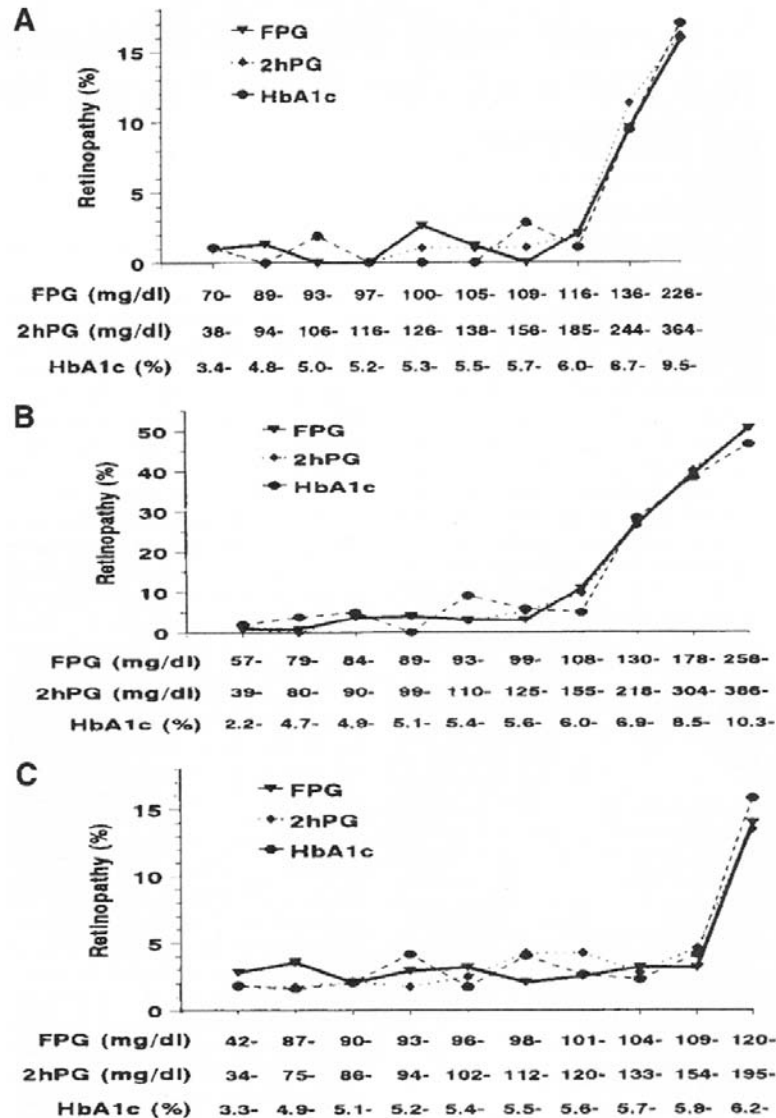 A
FPG
2hPG
HbA1c
Retinopathy (%)
15
10
5
0
FPG (mg/dl) 70- 89- 93- 97- 100- 105- 109- 116- 136- 226-
2hPG (mg/dl) 38- 94- 106- 116- 126- 138- 156- 185- 244- 364-
HbA1c (%) 3.4- 4.8- 5.0- 5.2- 5.3- 5.5- 5.7- 6.0- 6.7- 9.5-
B
FPG
2hPG
HbA1c
Retinopathy (%)
50
40
30
20
10
0
FPG (mg/dl) 57- 79- 84- 89- 93- 99- 108- 130- 178- 258-
2hPG (mg/dl) 39- 80- 90- 99- 110- 125- 155- 218- 304- 386-
HbA1c (%) 2.2- 4.7- 4.9- 5.1- 5.4- 5.6- 6.0- 6.9- 8.5- 10.3-
C
FPG
2hPG
HbA1c
Retinopathy (%)
15
10
5
0
FPG (mg/dl) 42- 87- 90- 93- 96- 98- 101- 104- 109- 120-
2hPG (mg/dl) 34- 75- 86- 94- 102- 112- 120- 133- 154- 195-
HbA1c (%) 3.3- 4.9- 5.1- 5.2- 5.4- 5.5- 5.6- 5.7- 5.9- 6.2-